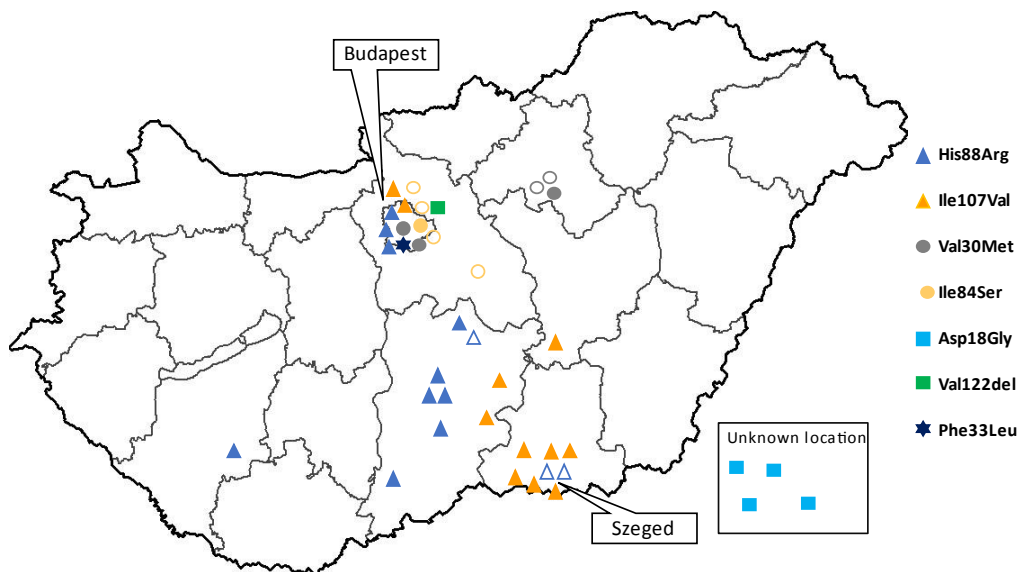 Budapest
His88Arg
Ile107Val
Val30Met
Ile84Ser
Asp18Gly
Val122del
Phe33Leu
Unknown location
Szeged